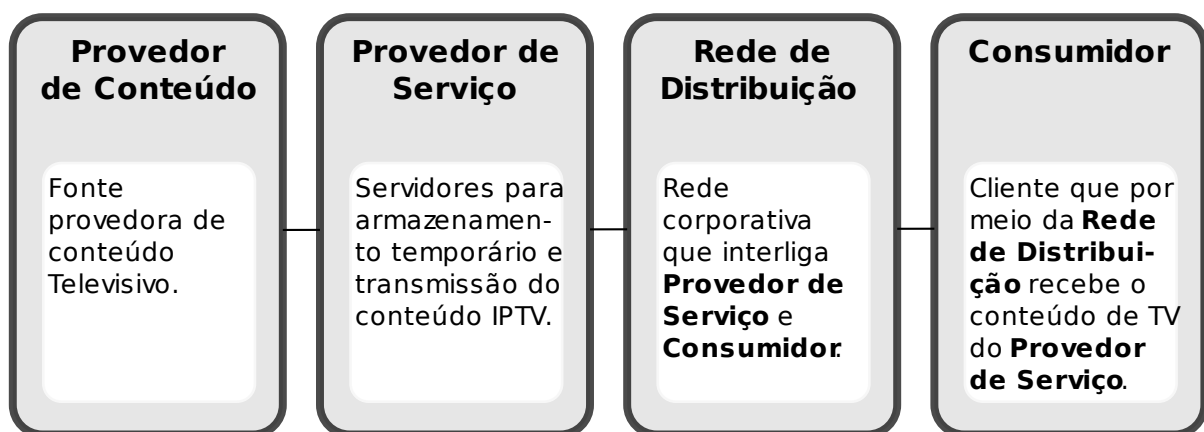 Provedor
de Conteúdo
Fonte
provedora de
conteúdo
Televisivo.
Provedor de
Serviço
Servidores para
armazenamen-
to temporário e
transmissão do
conteúdo IPTV.
Rede de
Distribuição
Rede
corporativa
que interliga
Provedor de
Serviço e
Consumidor.
Consumidor
Cliente que por
meio da Rede
de Distribui-
ção recebe o
conteúdo de TV
do Provedor
de Serviço.